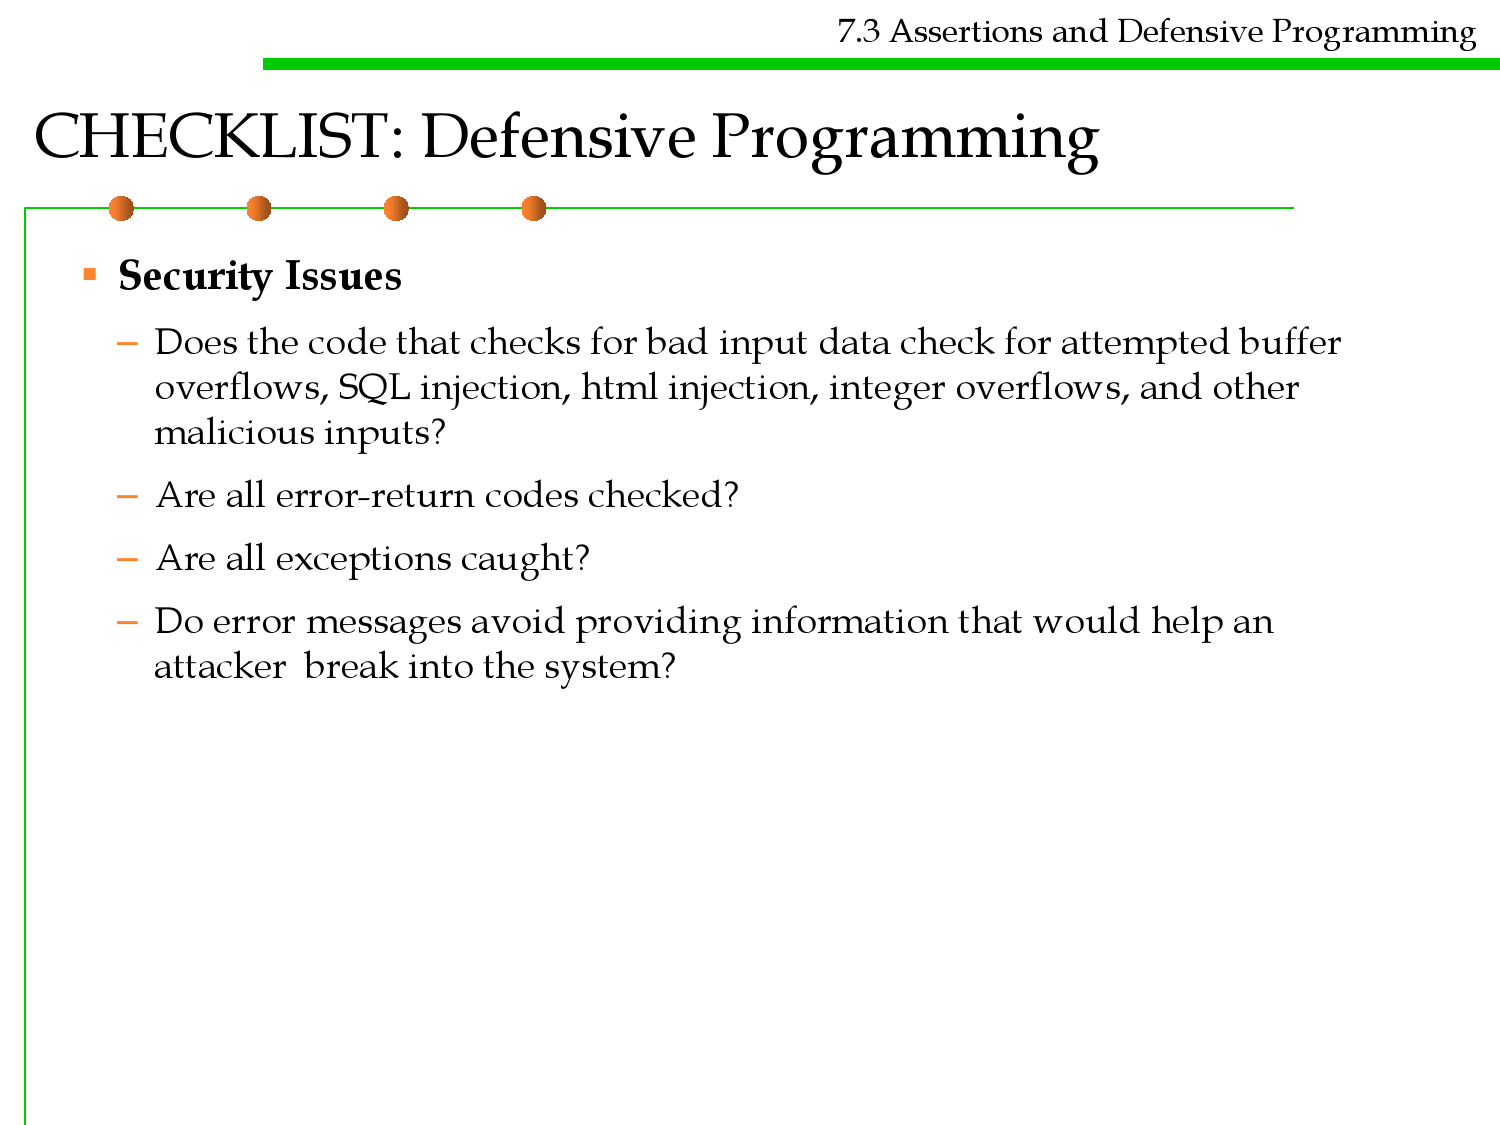 7.3 Assertions and Defensive Programming
CHECKLIST: Defensive Programming
▪ Security Issues
– Does the code that checks for bad input data check for attempted buffer
overflows, SQL injection, html injection, integer overflows, and other
malicious inputs?
– Are all error-return codes checked?
– Are all exceptions caught?
– Do error messages avoid providing information that would help an
attacker  break into the system?